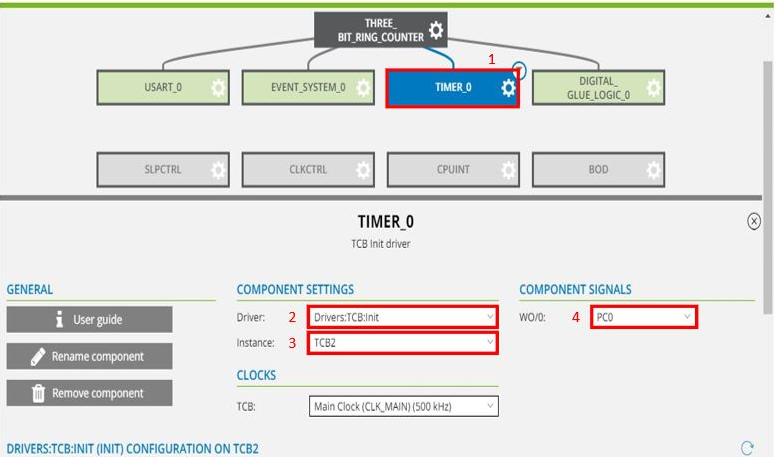 THREE_
BIT_RING_COUNTER
1
USART_0
EVENT_SYSTEM_0
TIMER_0
DIGITAL_
GLUE_LOGIC_0
SLPCTRL
CLKCTRL
CPUINT
BOD
TIMER_0
TCB Init driver
GENERAL
COMPONENT SETTINGS
COMPONENT SIGNALS
User guide
Driver: 2 Drivers:TCB:Init
WO/0: 4 PC0
Instance: 3 TCB2
Rename component
CLOCKS
Remove component
TCB: Main Clock (CLK_MAIN) (500 kHz)
DRIVERS:TCB:INIT (INIT) CONFIGURATION ON TCB2